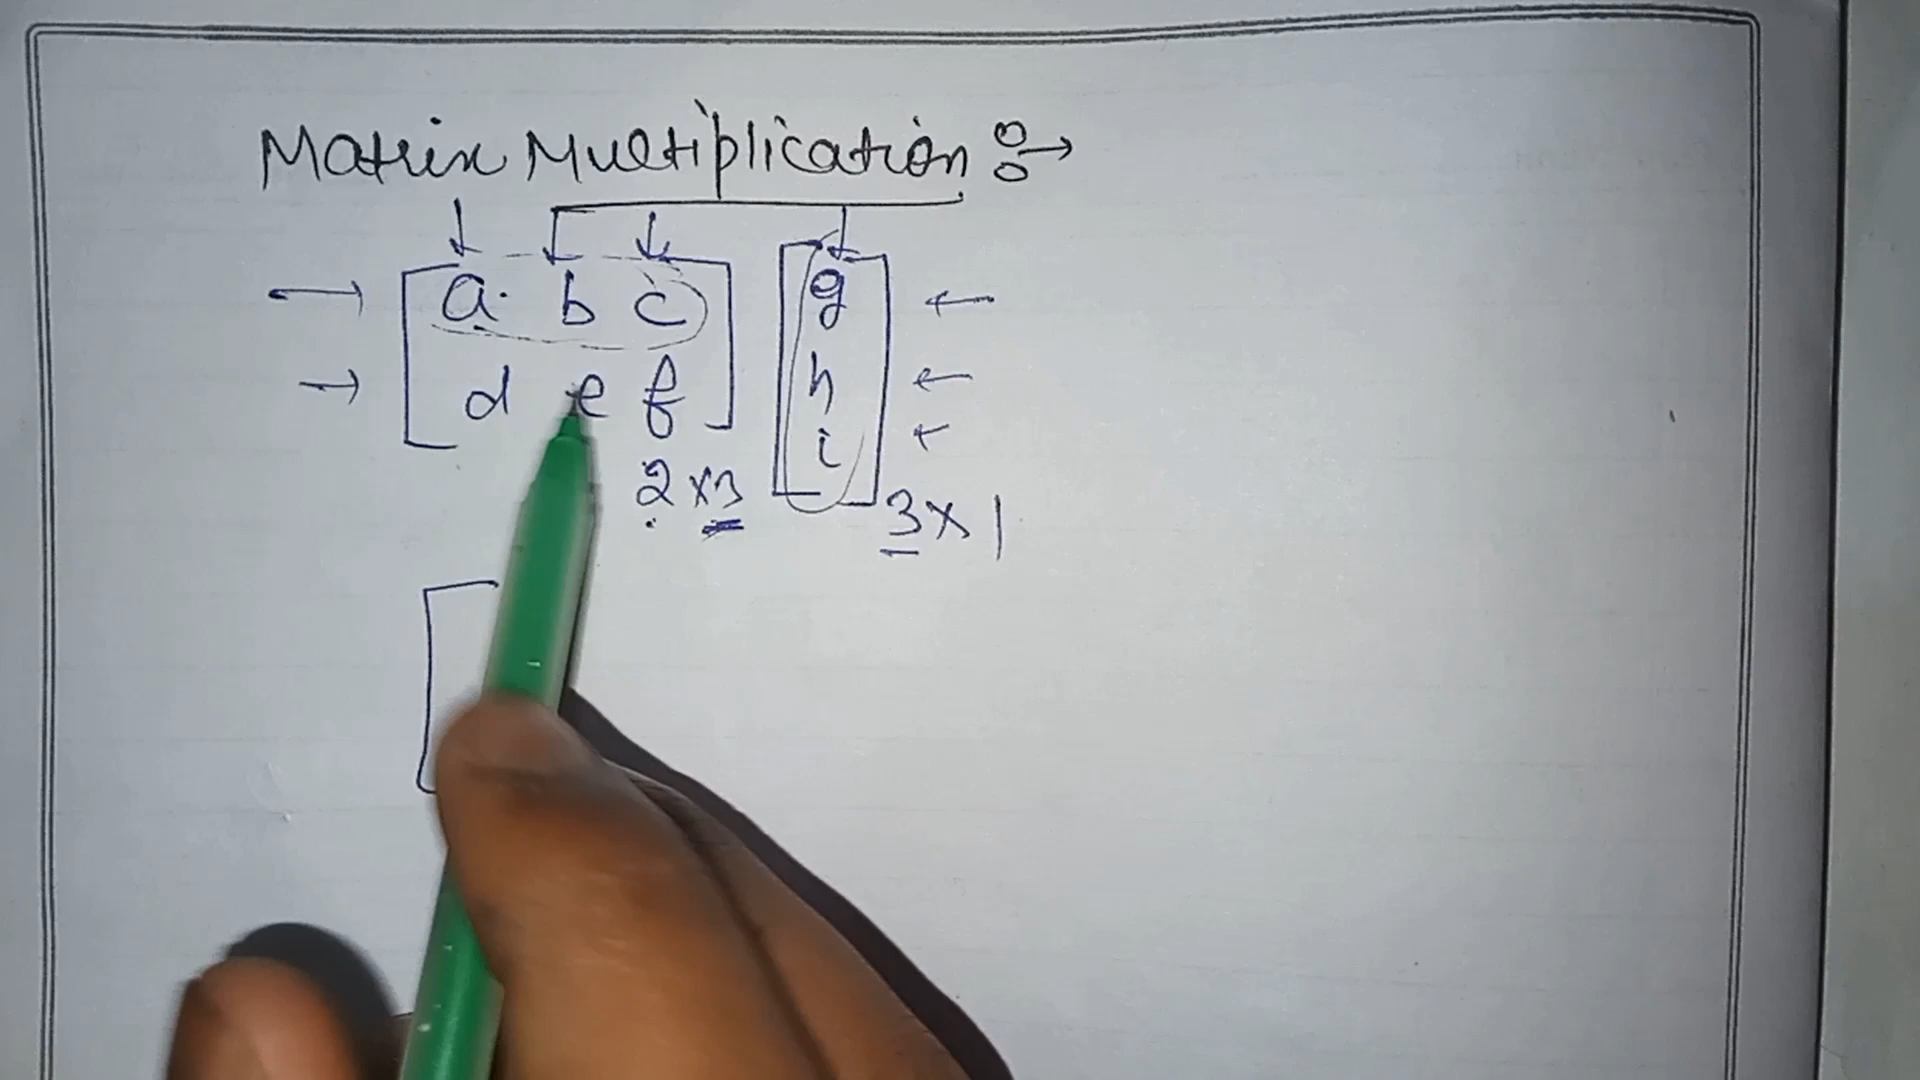 Matrix Multiplication :→
a. b c g
d e f h
i
2 x 3
3 x 1